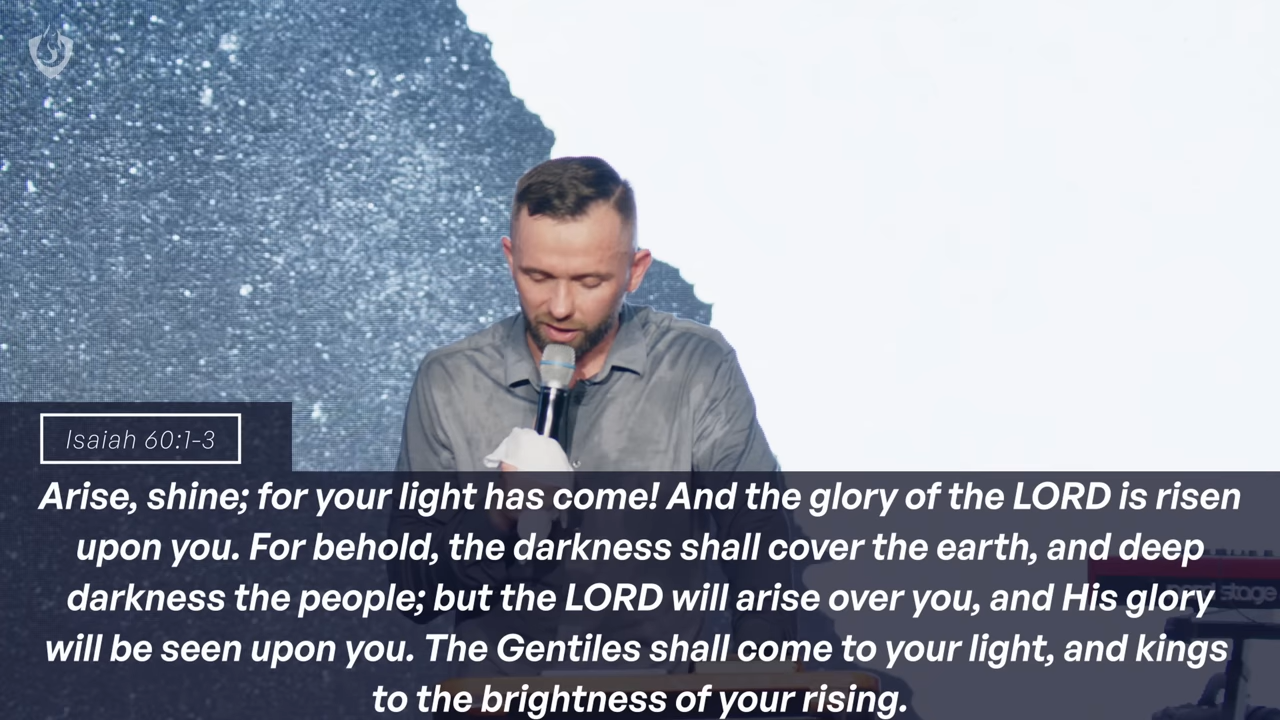 Isaiah 60:1-3
Arise, shine; for your light has come! And the glory of the LORD is risen
upon you. For behold, the darkness shall cover the earth, and deep
darkness the people; but the LORD will arise over you, and His glory
will be seen upon you. The Gentiles shall come to your light, and kings
to the brightness of your rising.
stage